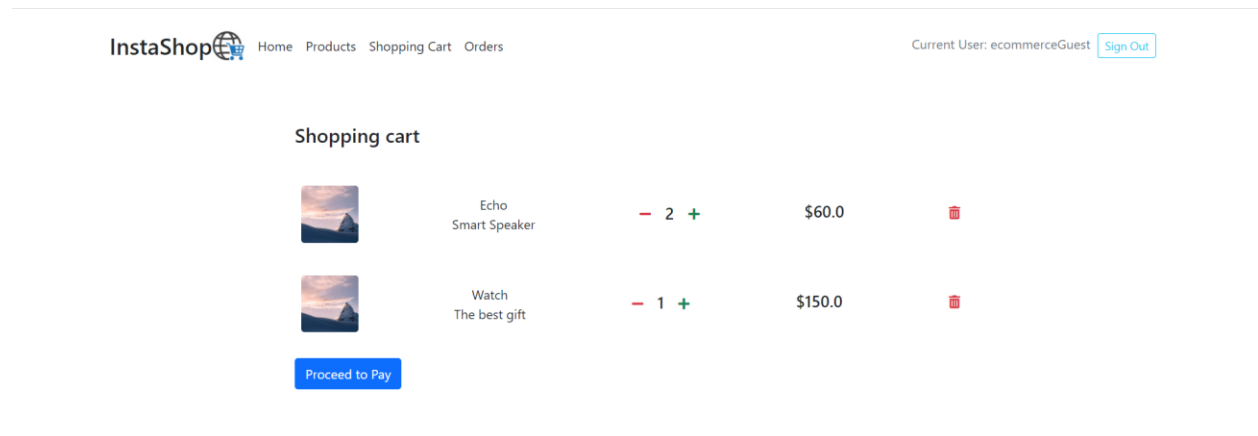 InstaShop Home Products Shopping Cart Orders Current User: ecommerceGuest Sign Out
Shopping cart
Echo
Smart Speaker
2 $60.0
Watch
The best gift
1 $150.0
Proceed to Pay